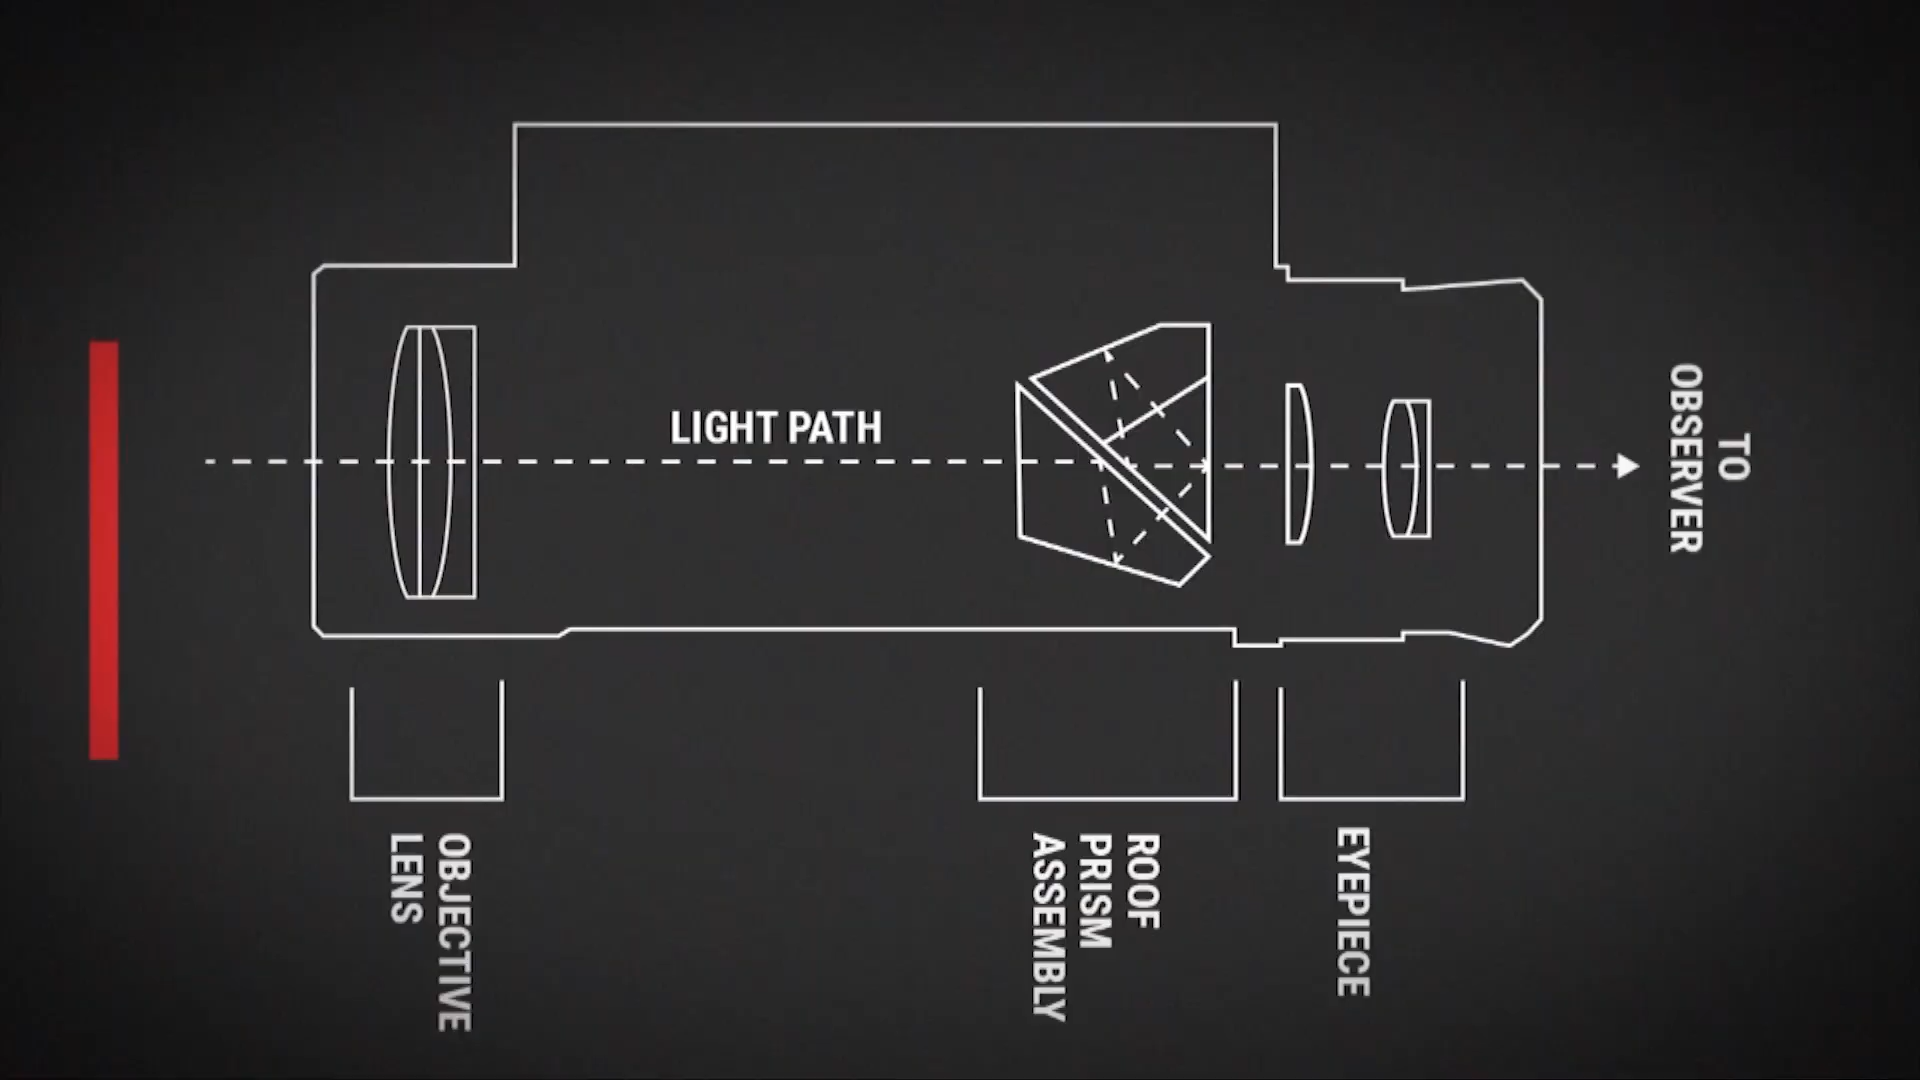 LIGHT PATH
TO
OBSERVER
OBJECTIVE
LENS
ROOF
PRISM
ASSEMBLY
EYEPIECE